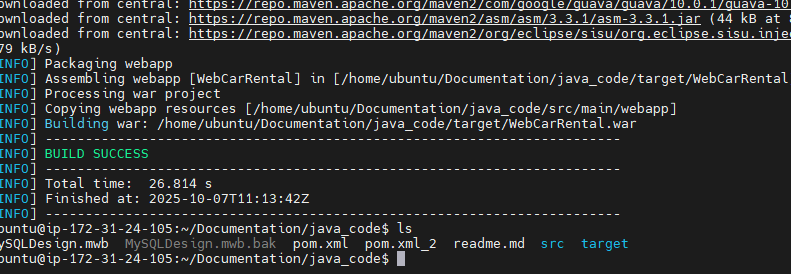 ownloaded from central: https://repo.maven.apache.org/maven2/com/google/guava/guava/10.0.1/guava-10
ownloaded from central: https://repo.maven.apache.org/maven2/asm/asm/3.3.1/asm-3.3.1.jar (44 kB at
ownloaded from central: https://repo.maven.apache.org/maven2/org/eclipse/sisu/org.eclipse.sisu.inje
79 kB/s)
INFO] Packaging webapp
INFO] Assembling webapp [WebCarRental] in [/home/ubuntu/Documentation/java_code/target/WebCarRental
INFO] Processing war project
INFO] Copying webapp resources [/home/ubuntu/Documentation/java_code/src/main/webapp]
INFO] Building war: /home/ubuntu/Documentation/java_code/target/WebCarRental.war
INFO] ------------------------------------------------------------------------
INFO] BUILD SUCCESS
INFO] ------------------------------------------------------------------------
INFO] Total time:  26.814 s
INFO] Finished at: 2025-10-07T11:13:42Z
INFO] ------------------------------------------------------------------------
buntu@ip-172-31-24-105:~/Documentation/java_code$ ls
ySQLDesign.mwb  MySQLDesign.mwb.bak  pom.xml  pom.xml_2  readme.md  src  target
buntu@ip-172-31-24-105:~/Documentation/java_code$